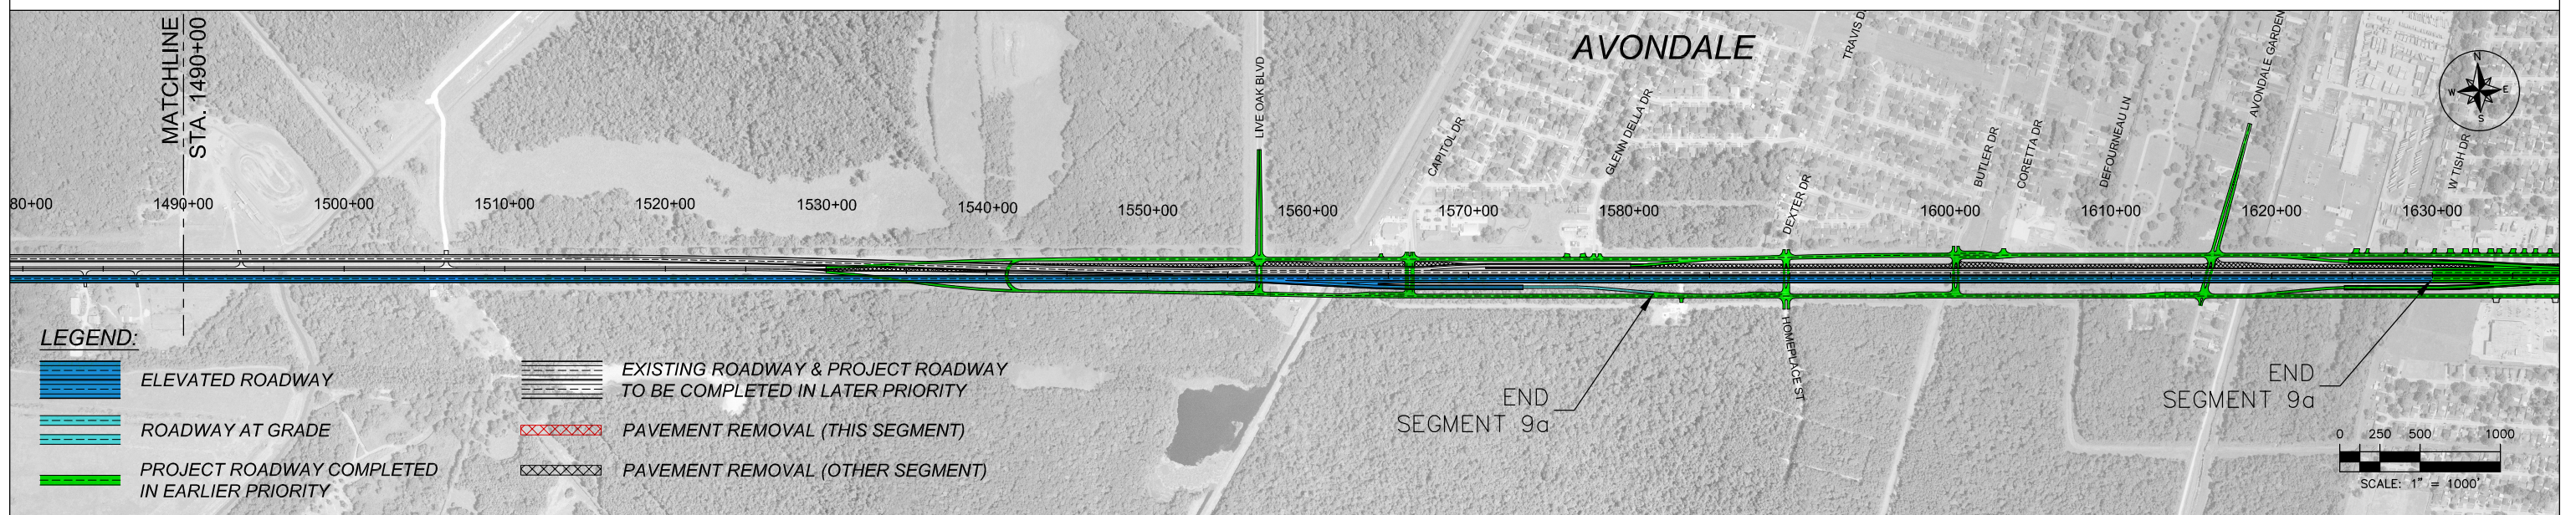 MATCHLINE
STA. 1490+00
AVONDALE
LIVE OAK BLVD
CAPITOL DR
GLENN DELLA DR
DEXTER DR
TRAVIS D
BUTLER DR
CORETTA DR
DEFOURNEAU LN
AVONDALE GARDEN
W TISH DR
N
W E
S
80+00 1490+00 1500+00 1510+00 1520+00 1530+00 1540+00 1550+00 1560+00 1570+00 1580+00 1600+00 1610+00 1620+00 1630+00
HOMEPLACE ST
LEGEND:
ELEVATED ROADWAY
ROADWAY AT GRADE
PROJECT ROADWAY COMPLETED
IN EARLIER PRIORITY
EXISTING ROADWAY & PROJECT ROADWAY
TO BE COMPLETED IN LATER PRIORITY
PAVEMENT REMOVAL (THIS SEGMENT)
PAVEMENT REMOVAL (OTHER SEGMENT)
END
SEGMENT 9a
END
SEGMENT 9a
0 250 500 1000
SCALE: 1" = 1000'